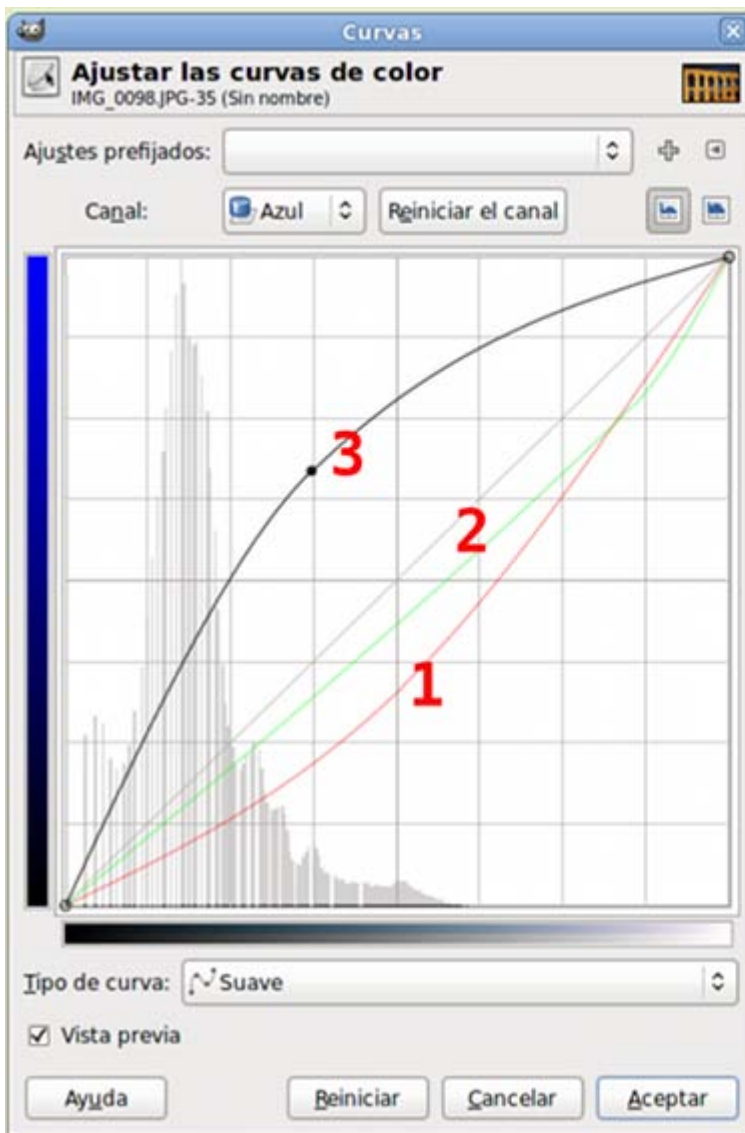 Curvas
Ajustar las curvas de color
IMG_0098.JPG-35 (Sin nombre)
Ajustes prefijados:
Canal: Azul Reiniciar el canal
3
2
1
Tipo de curva: Suave
Vista previa
Ayuda Reiniciar Cancelar Aceptar